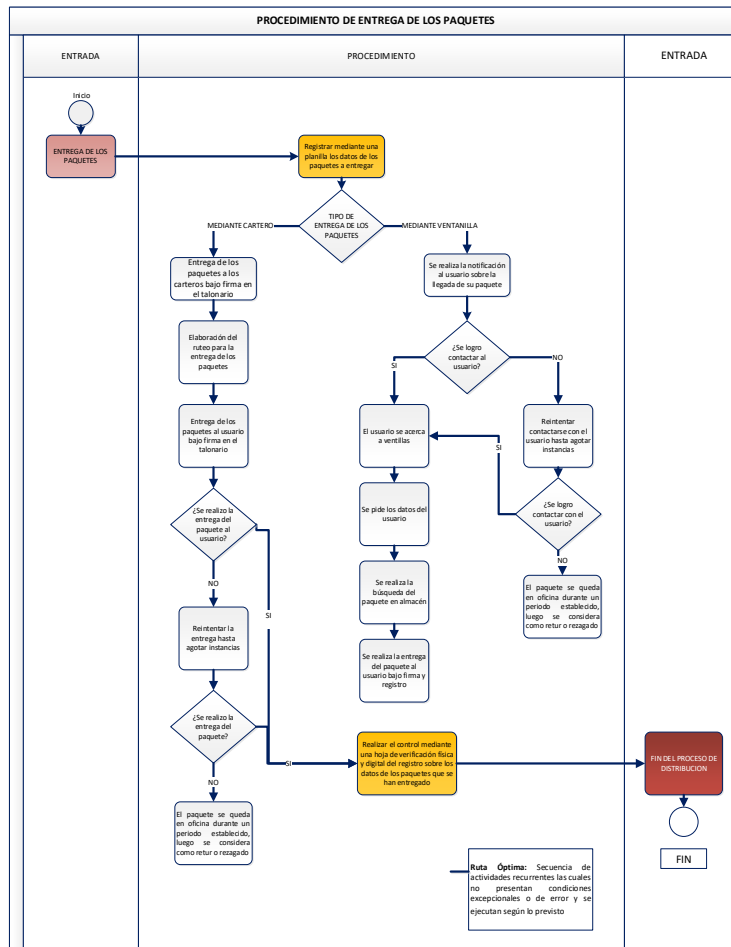 PROCEDIMIENTO DE ENTREGA DE LOS PAQUETES
ENTRADA
PROCEDIMIENTO
ENTRADA
Inicio
ENTREGA DE LOS
PAQUETES
Registrar mediante una
planilla los datos de los
paquetes a entregar
TIPO DE
ENTREGA DE LOS
PAQUETES
MEDIANTE CARTERO
MEDIANTE VENTANILLA
Entrega de los
paquetes a los
carteros bajo firma en
el talonario
Elaboración del
ruteo para la
entrega de los
paquetes
Entrega de los
paquetes al usuario
bajo firma en el
talonario
¿Se realizo la
entrega del
paquete al
usuario?
NO
SI
Reintentar la
entrega hasta
agotar instancias
¿Se realizo la
entrega del
paquete?
SI
NO
El paquete se queda
en oficina durante un
periodo establecido,
luego se considera
como retur o rezagado
Se realiza la notificación
al usuario sobre la
llegada de su paquete
¿Se logro
contactar al
usuario?
SI
NO
El usuario se acerca
a ventillas
Reintentar
contactarse con el
usuario hasta agotar
instancias
SI
Se pide los datos del
usuario
¿Se logro
contactar con el
usuario?
NO
Se realiza la
búsqueda del
paquete en almacén
El paquete se queda
en oficina durante un
periodo establecido,
luego se considera
como retur o rezagado
Se realiza la entrega
del paquete al
usuario bajo firma y
registro
Realizar el control mediante
una hoja de verificación física
y digital del registro sobre los
datos de los paquetes que se
han entregado
FIN DEL PROCESO DE
DISTRIBUCION
FIN
Ruta Óptima: Secuencia de
actividades recurrentes las cuales
no presentan condiciones
excepcionales o de error y se
ejecutan según lo previsto